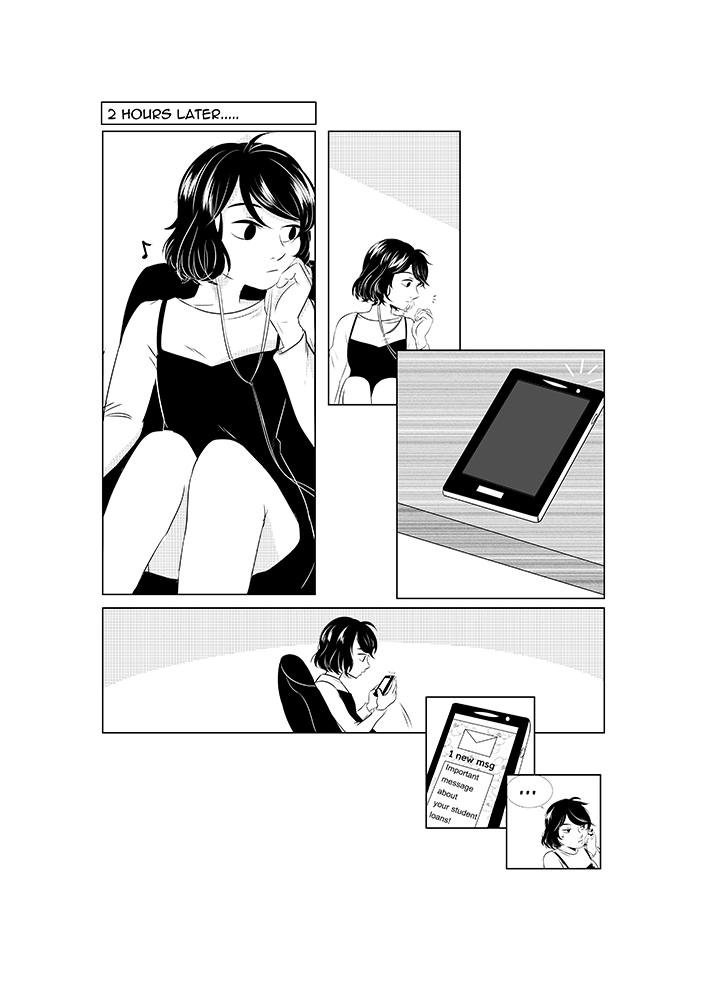 2 HOURS LATER.....
1 new msg
Important
message
about
your student
loans!
...